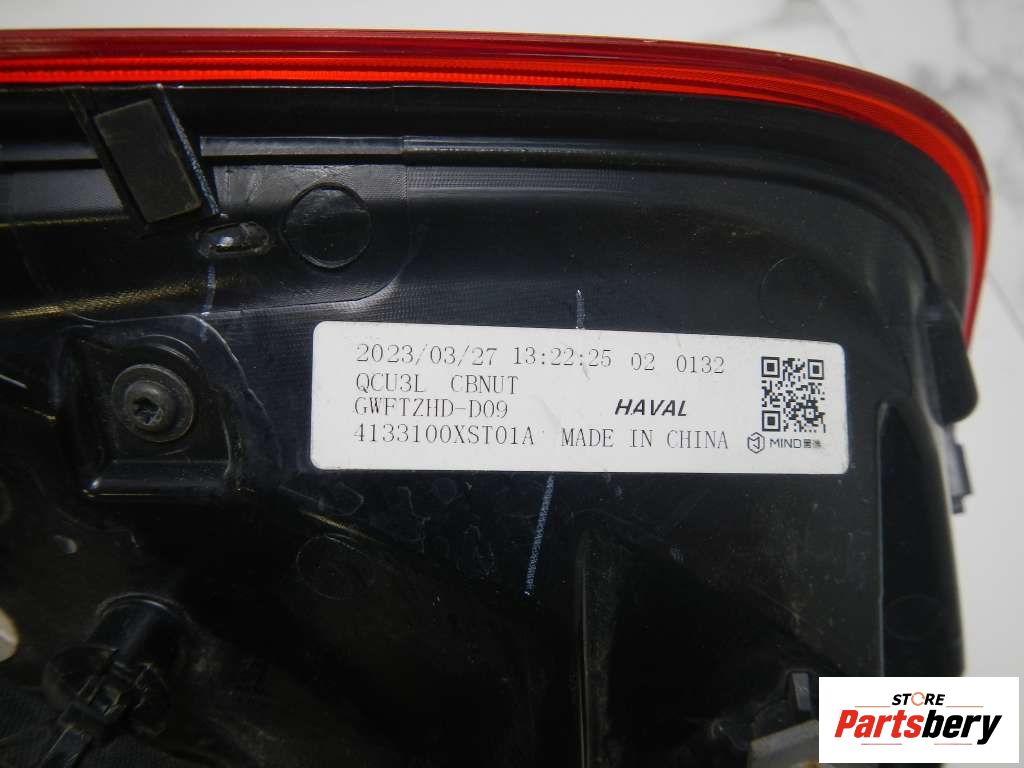 2023/03/27 13:22:25 02 0132
QCU3L CBNUT
GWFTZHD-D09 HAVAL
4133100XST01A MADE IN CHINA MIND
STORE
Partsbery